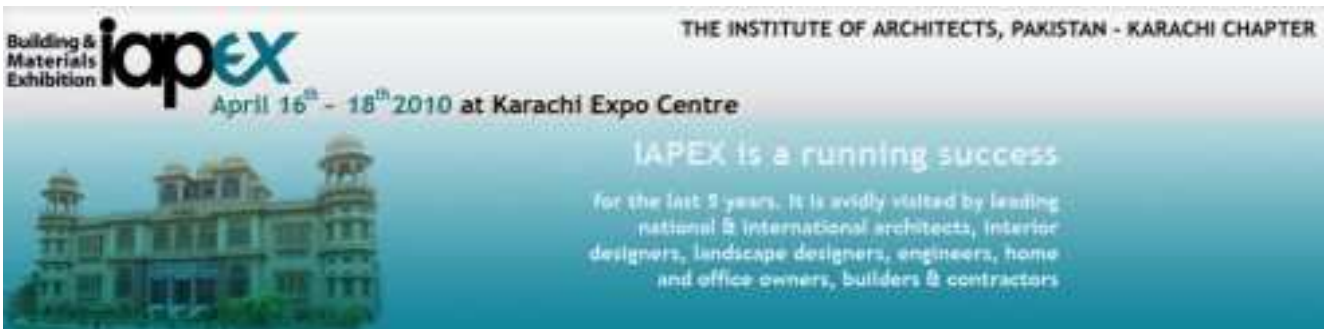 THE INSTITUTE OF ARCHITECTS, PAKISTAN - KARACHI CHAPTER
Building &
Materials
Exhibition
iapex
April 16th - 18th 2010 at Karachi Expo Centre
IAPEX is a running success
for the last 5 years. It is avidly visited by leading
national & international architects, interior
designers, landscape designers, engineers, home
and office owners, builders & contractors